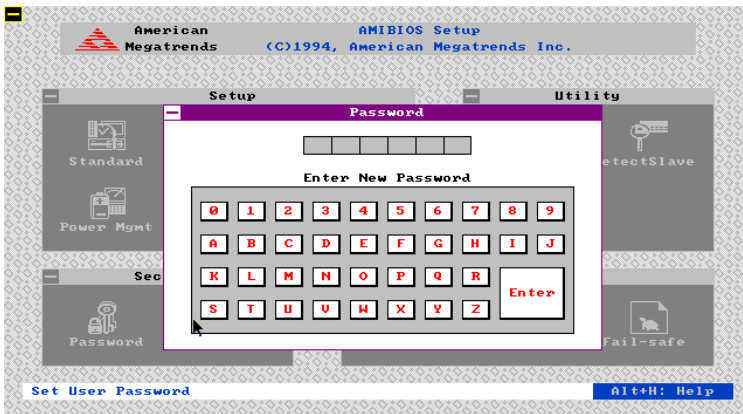 American
Megatrends
AMIBIOS Setup
(C)1994, American Megatrends Inc.
Setup
Utility
Password
Standard
etectSlave
Enter New Password
Power Mgmt
0 1 2 3 4 5 6 7 8 9
A B C D E F G H I J
K L M N O P Q R
Enter
S T U V W X Y Z
Sec
Password
Fail-safe
Set User Password
Alt+H: Help